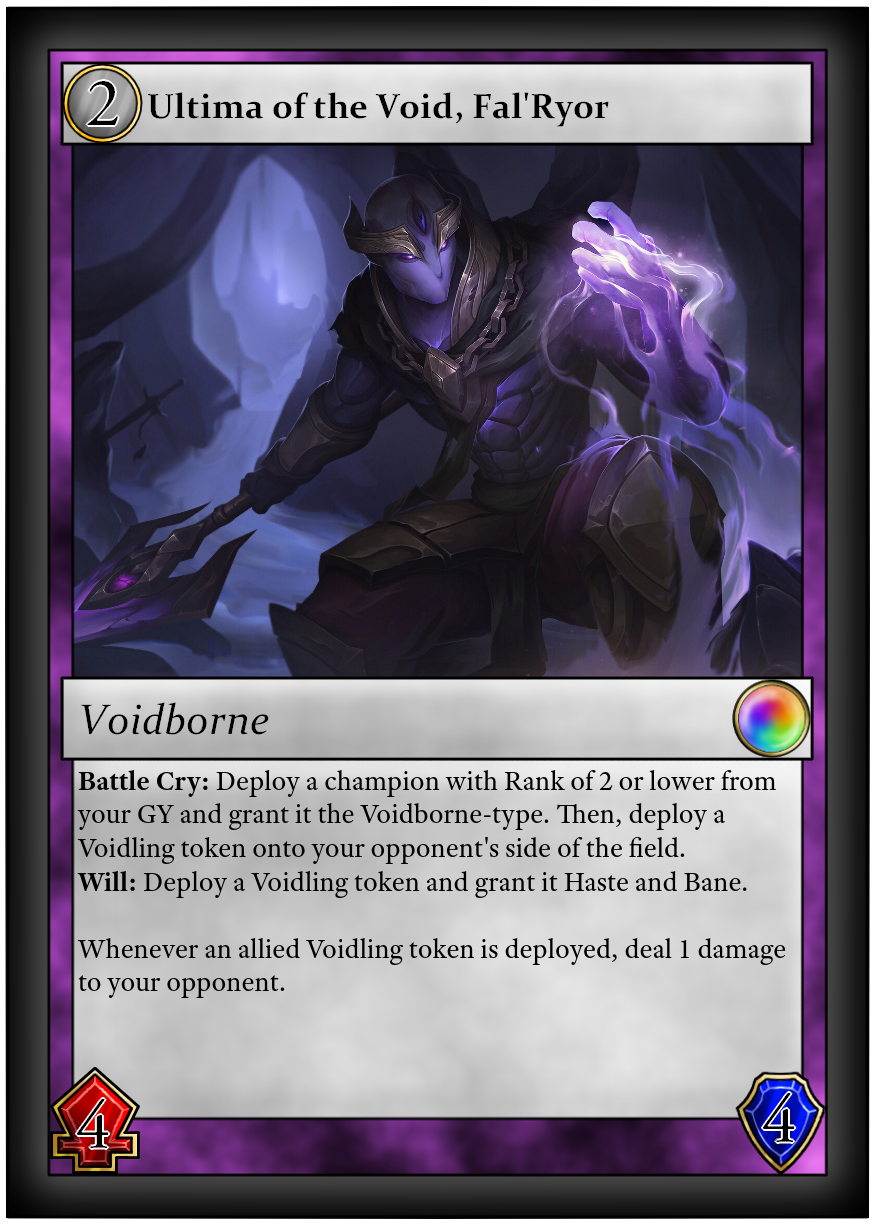 2 Ultima of the Void, Fal'Ryor
Voidborne
Battle Cry: Deploy a champion with Rank of 2 or lower from
your GY and grant it the Voidborne-type. Then, deploy a
Voidling token onto your opponent's side of the field.
Will: Deploy a Voidling token and grant it Haste and Bane.
Whenever an allied Voidling token is deployed, deal 1 damage
to your opponent.
4 4